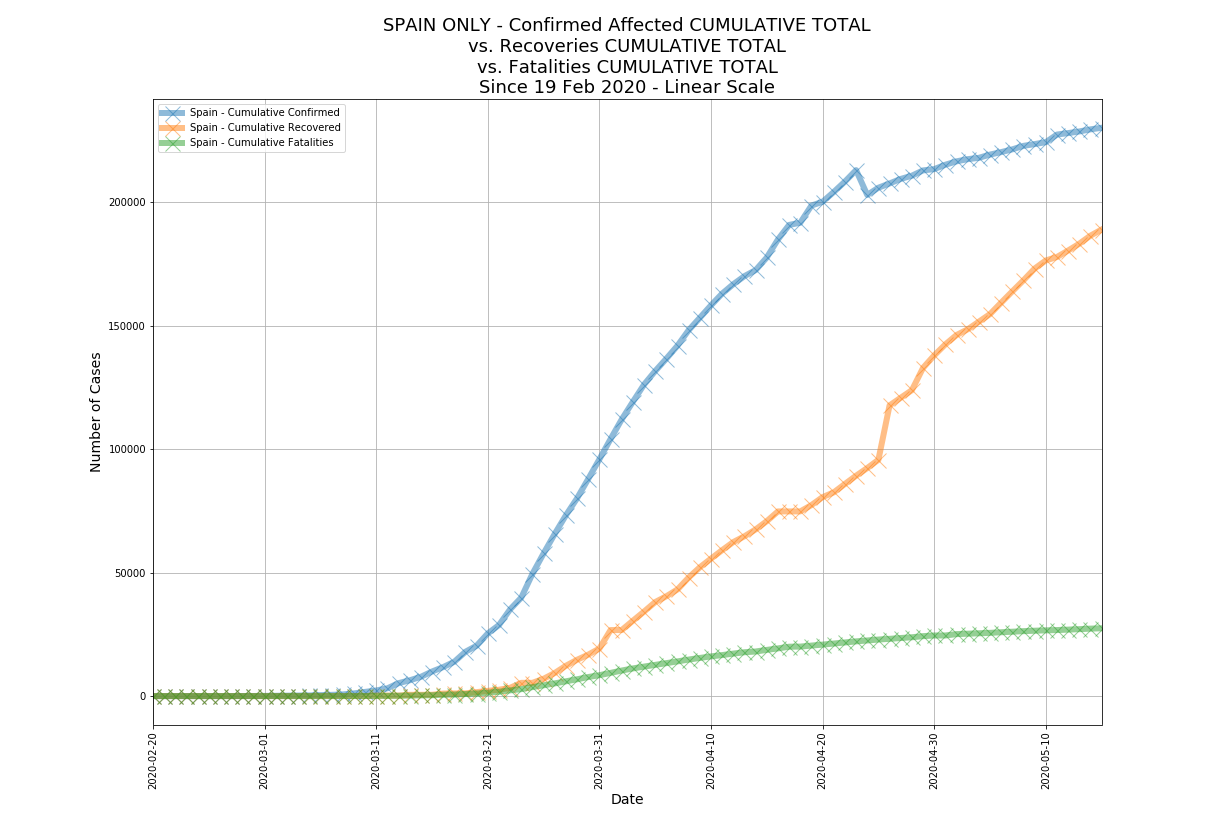 SPAIN ONLY - Confirmed Affected CUMULATIVE TOTAL
vs. Recoveries CUMULATIVE TOTAL
vs. Fatalities CUMULATIVE TOTAL
Since 19 Feb 2020 - Linear Scale
Spain - Cumulative Confirmed
Spain - Cumulative Recovered
Spain - Cumulative Fatalities
Number of Cases
200000
150000
100000
50000
0
2020-02-20
2020-03-01
2020-03-11
2020-03-21
2020-03-31
2020-04-10
2020-04-20
2020-04-30
2020-05-10
Date